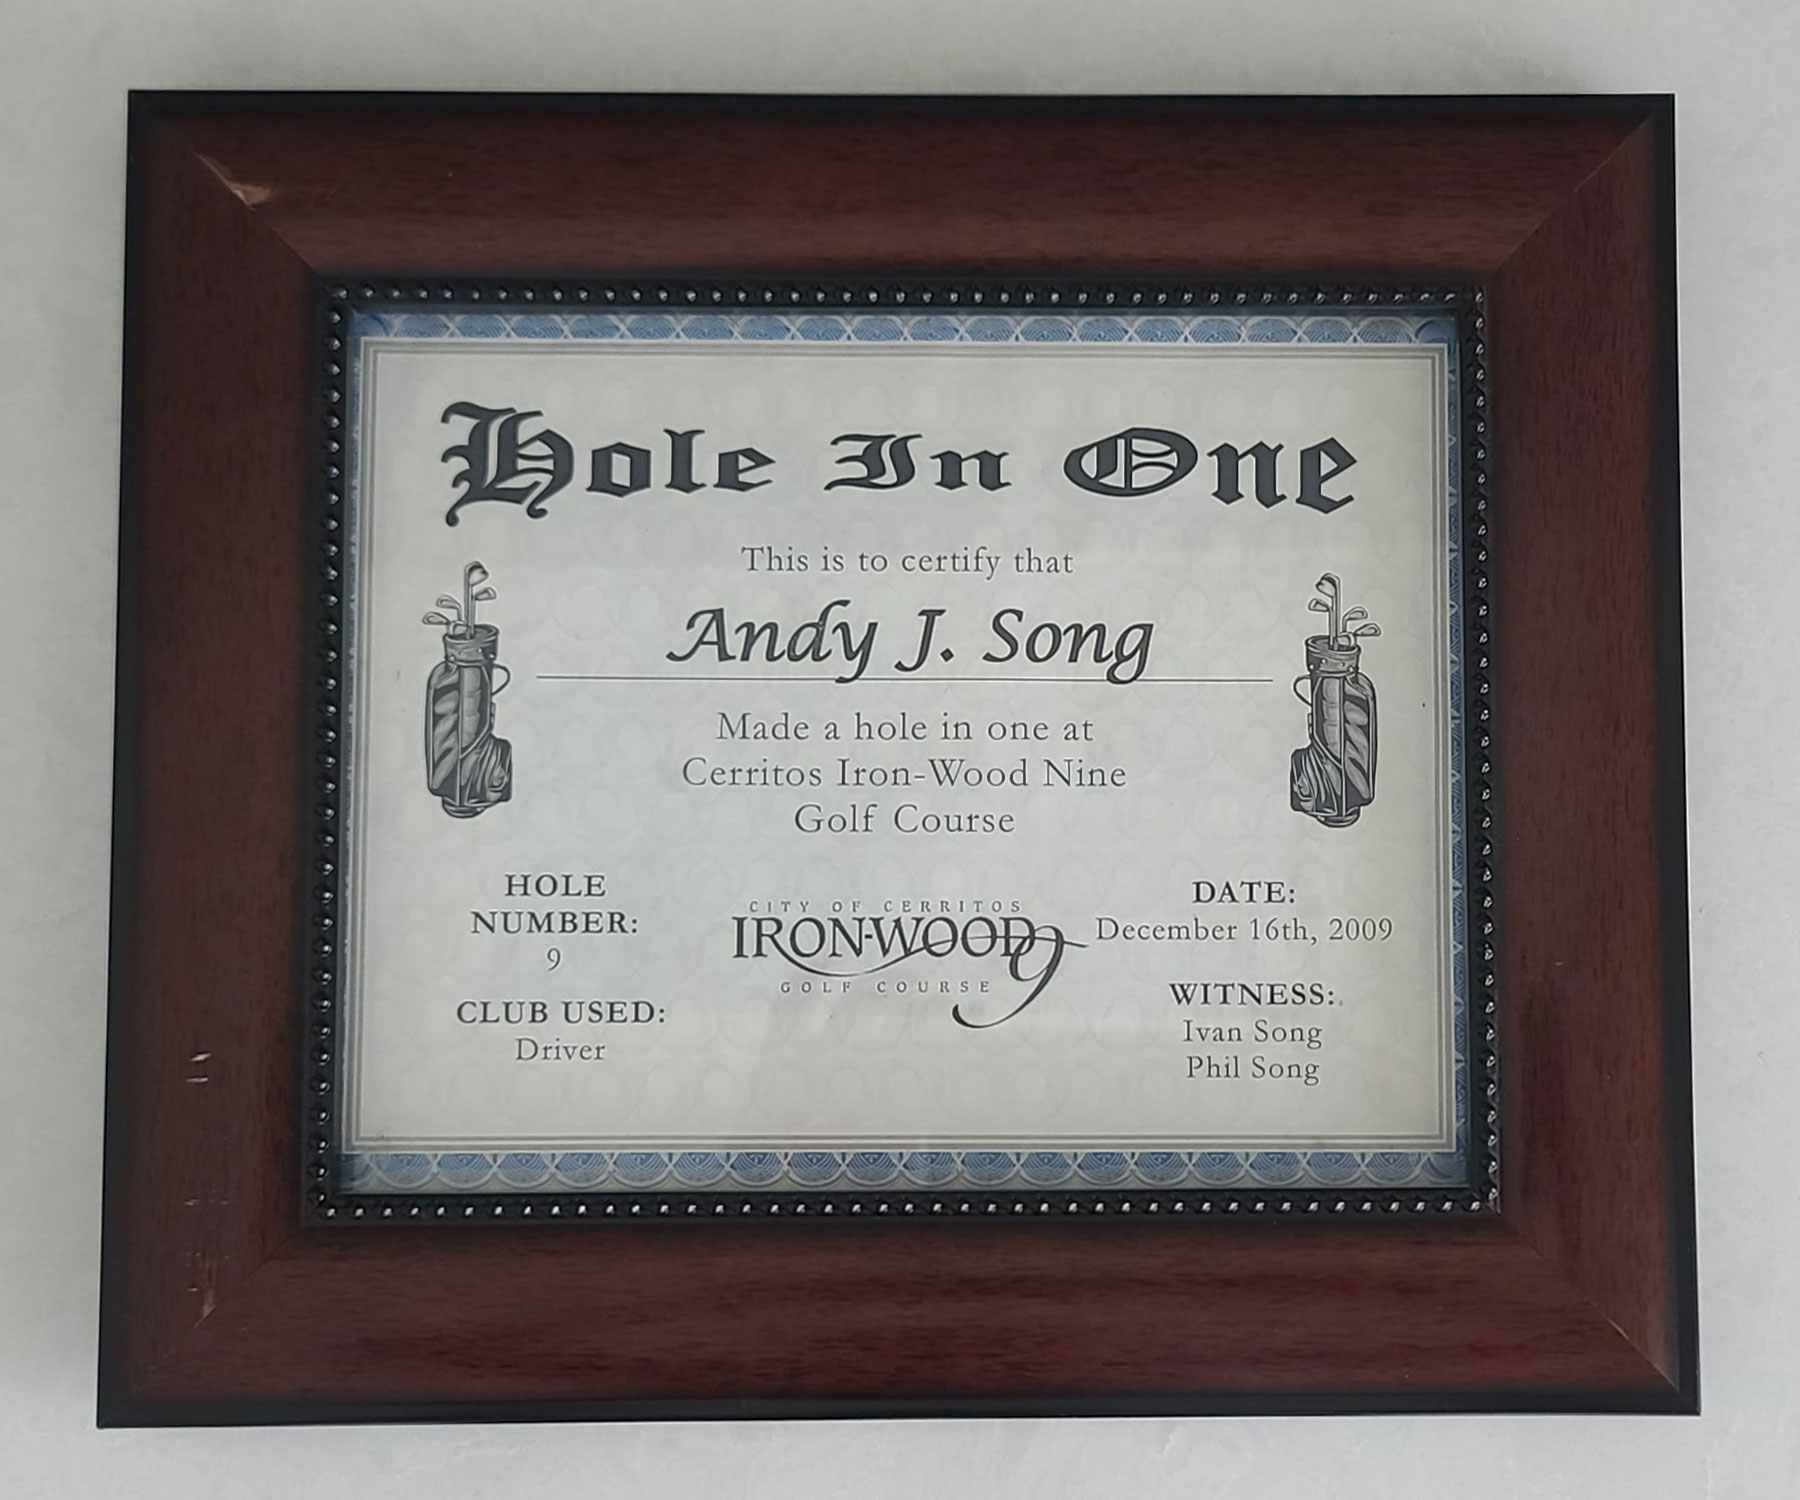 Hole In One
This is to certify that
Andy J. Song
Made a hole in one at
Cerritos Iron-Wood Nine
Golf Course
HOLE
NUMBER:
9
CLUB USED:
Driver
CITY OF CERRITOS
IRON-WOOD 9
GOLF COURSE
DATE:
December 16th, 2009
WITNESS:
Ivan Song
Phil Song